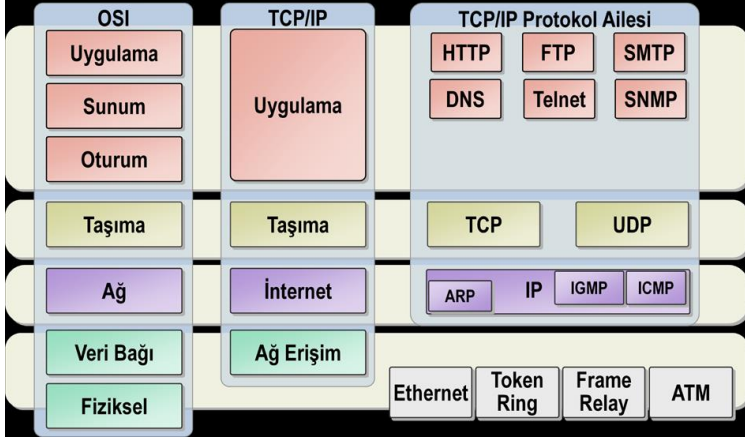 OSI
TCP/IP
TCP/IP Protokol Ailesi
Uygulama
Sunum
Oturum
Taşıma
Ağ
Veri Bağı
Fiziksel
Uygulama
Taşıma
İnternet
Ağ Erişim
HTTP
FTP
SMTP
DNS
Telnet
SNMP
TCP
UDP
ARP
IP
IGMP
ICMP
Ethernet
Token
Ring
Frame
Relay
ATM